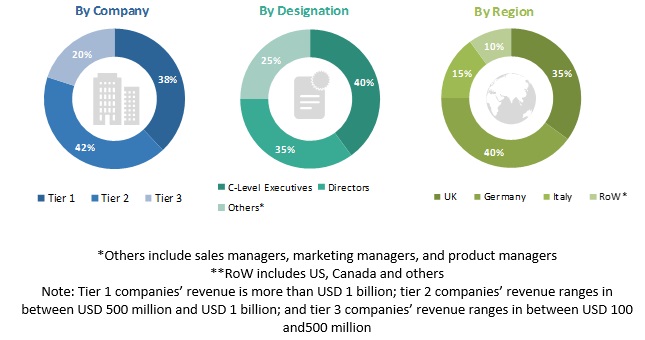 By Company
38%
42%
20%
Tier 1 Tier 2 Tier 3
By Designation
40%
35%
25%
C-Level Executives Directors
Others*
By Region
35%
40%
15%
10%
UK Germany Italy RoW*
*Others include sales managers, marketing managers, and product managers
**RoW includes US, Canada and others
Note: Tier 1 companies’ revenue is more than USD 1 billion; tier 2 companies’ revenue ranges in
between USD 500 million and USD 1 billion; and tier 3 companies’ revenue ranges in between USD 100
and500 million